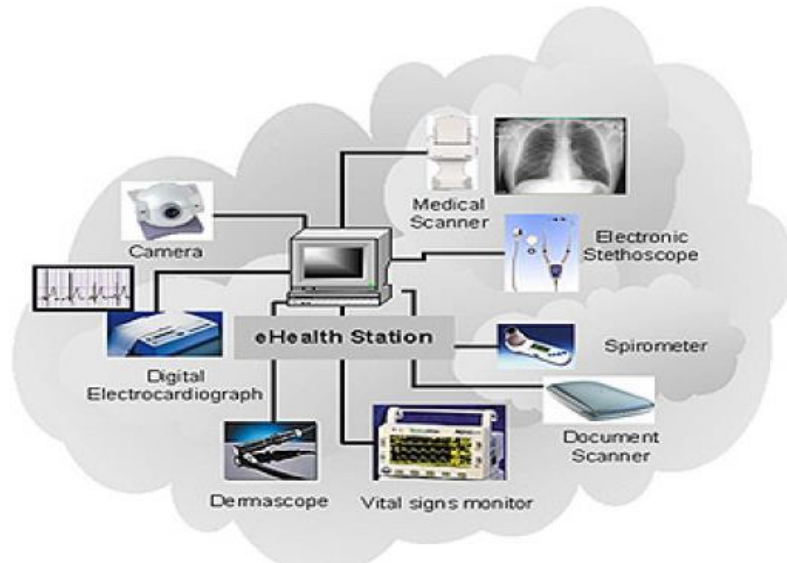 Medical
Scanner
Camera
Electronic
Stethoscope
eHealth Station
Spirometer
Digital
Electrocardiograph
Document
Scanner
Dermascope
Vital signs monitor